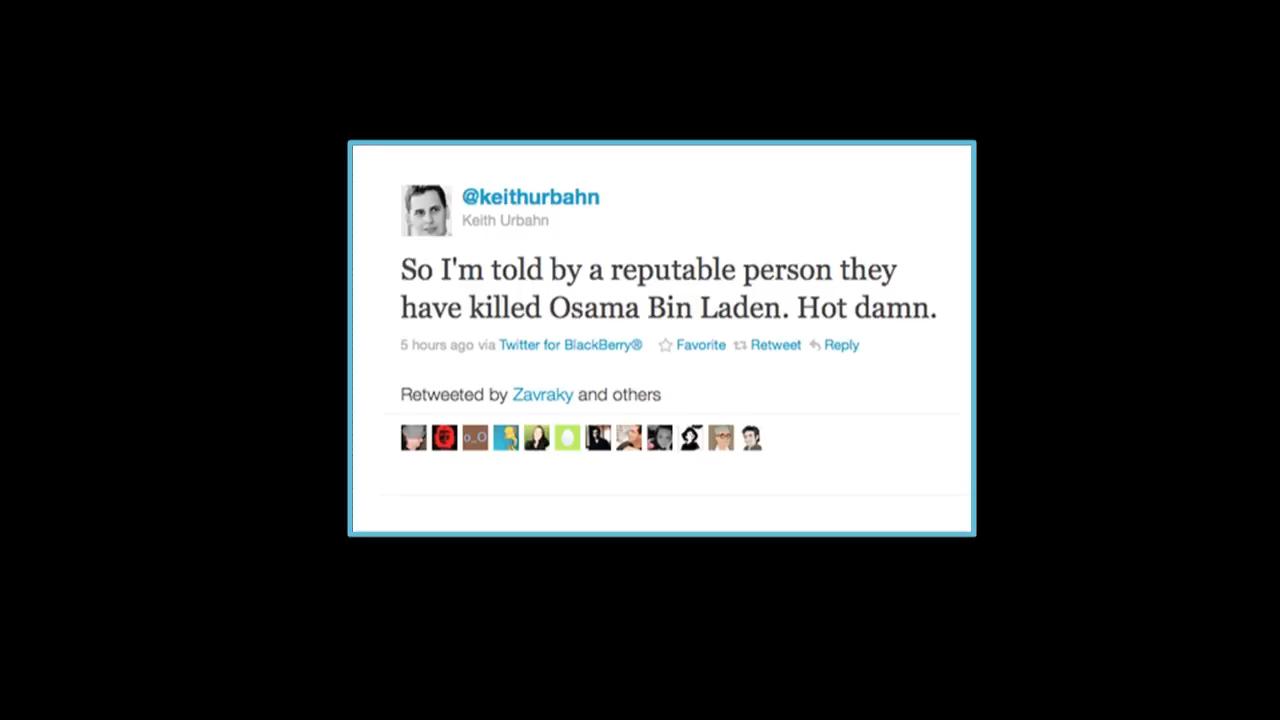 @keithurbahn
Keith Urbahn
So I'm told by a reputable person they
have killed Osama Bin Laden. Hot damn.
5 hours ago via Twitter for BlackBerry® Favorite Retweet Reply
Retweeted by Zavraky and others
o_O